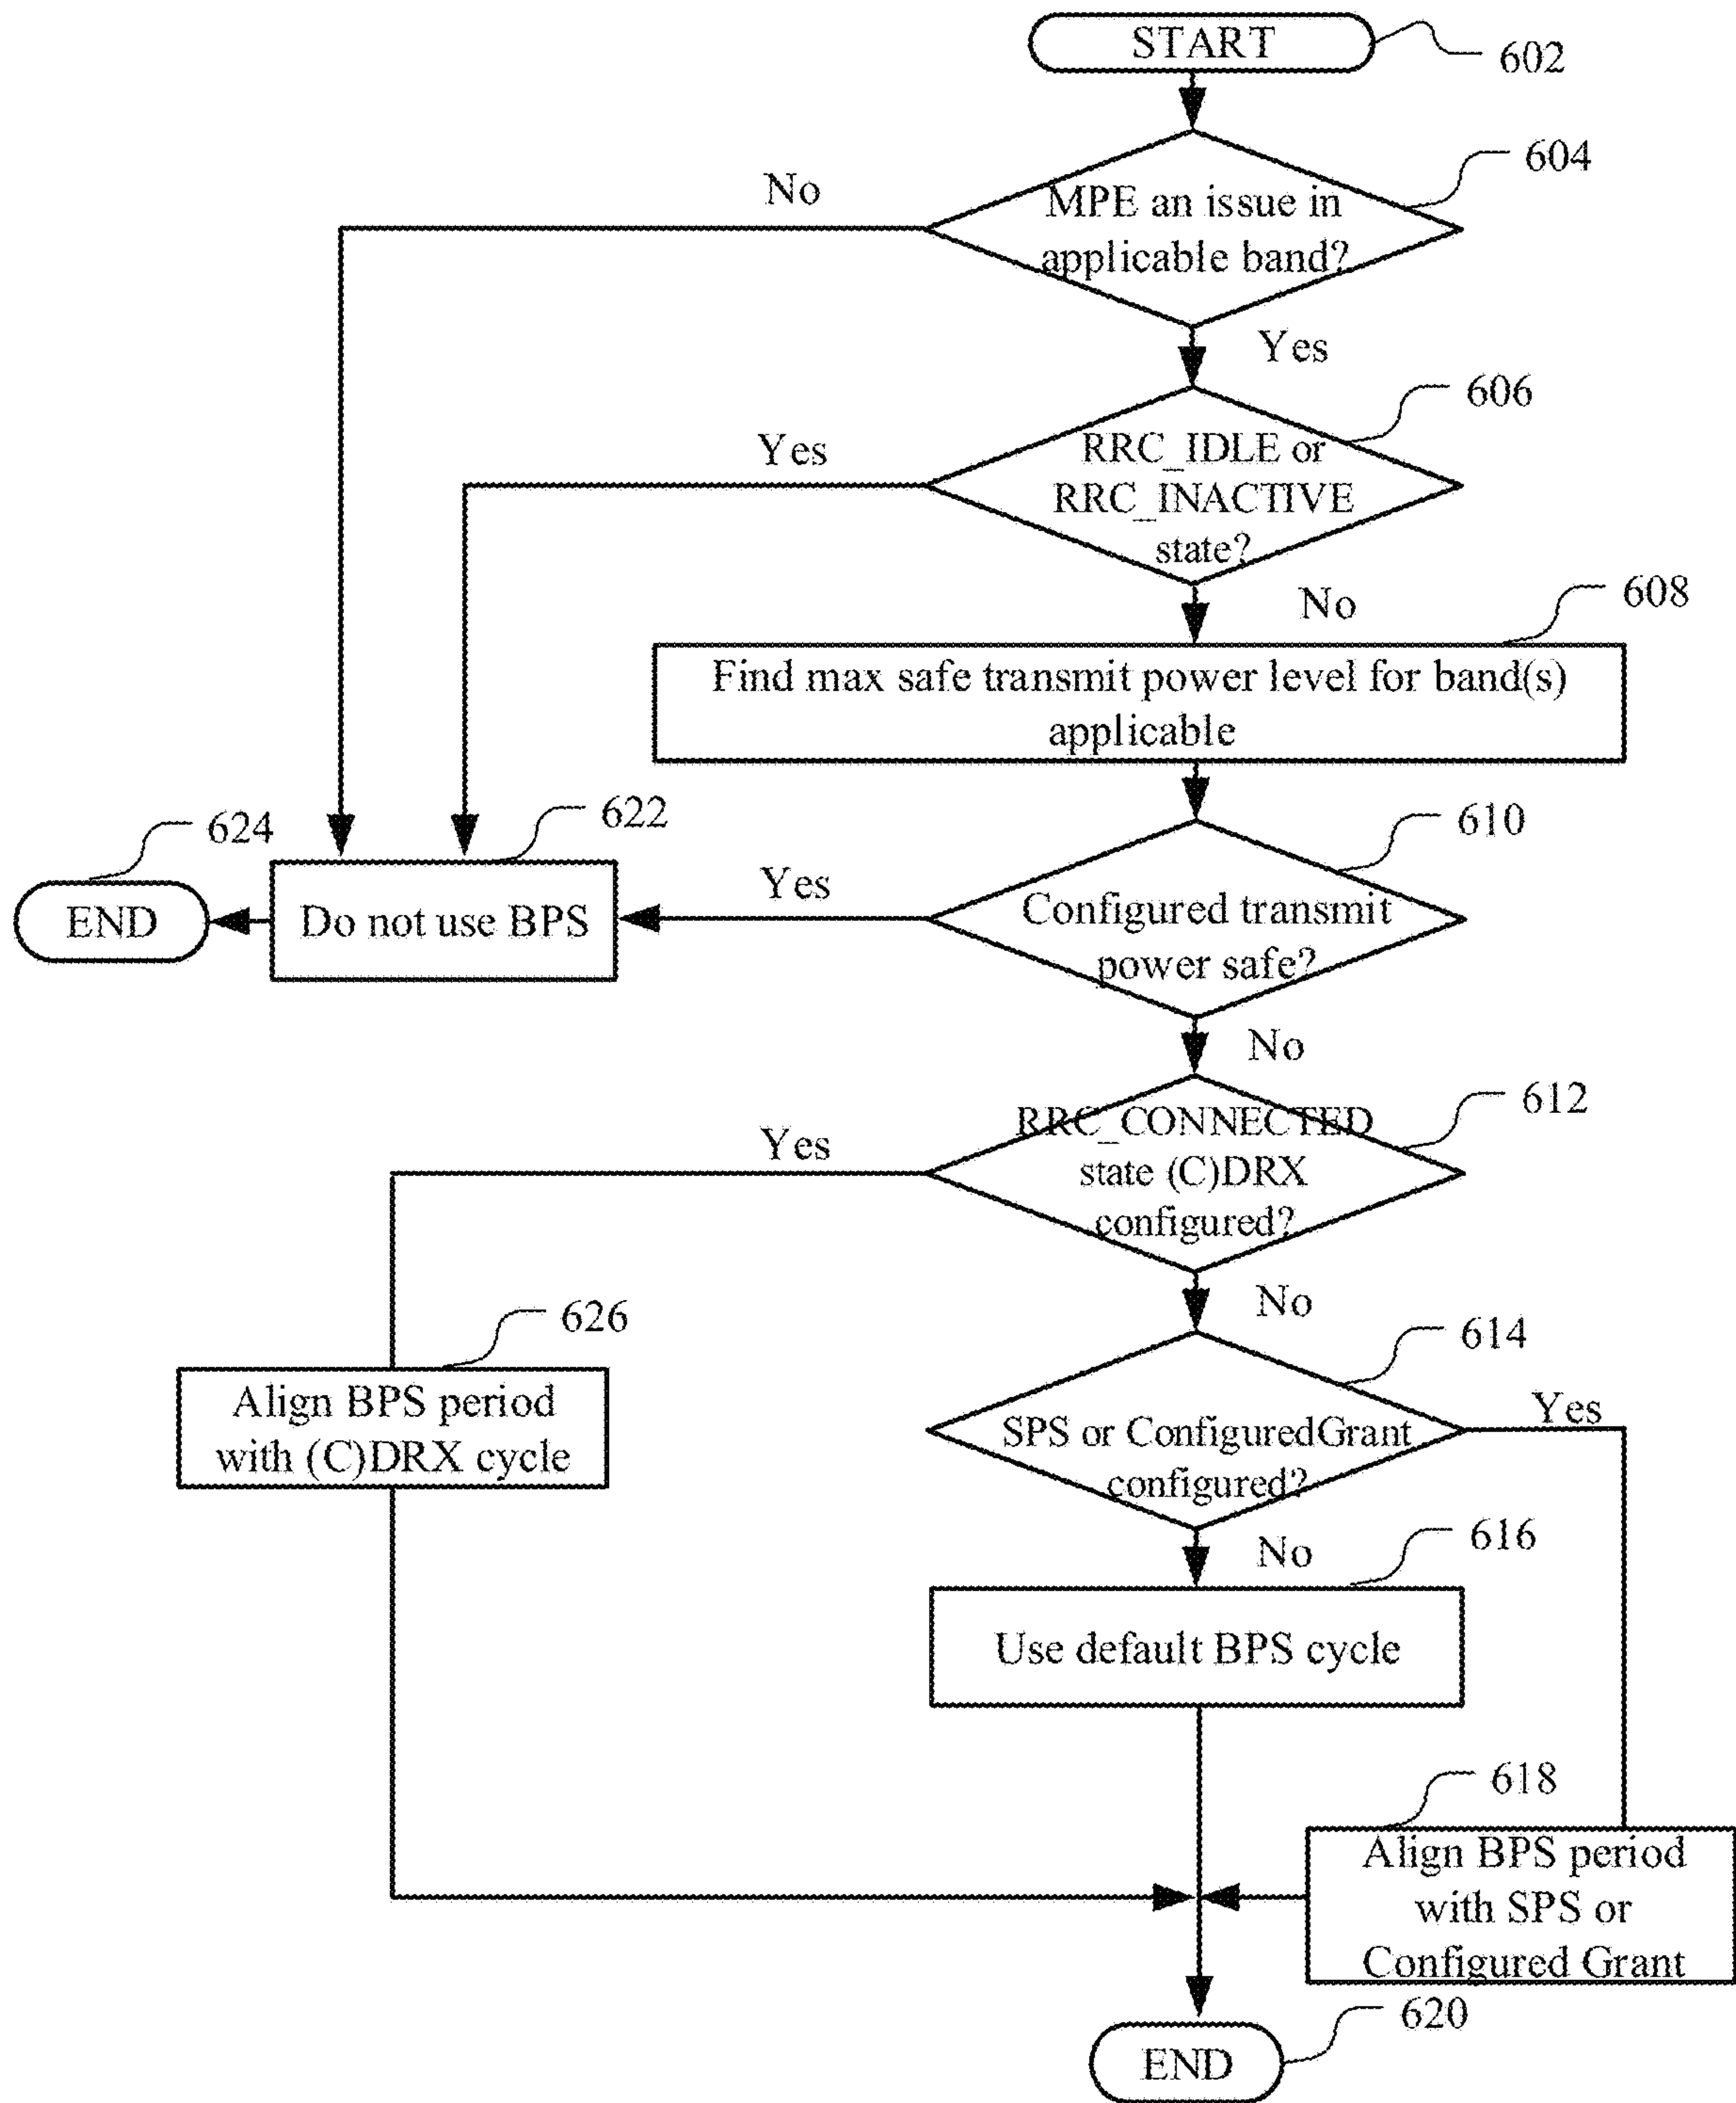 START
602
604
No
MPE an issue in
applicable band?
Yes
606
Yes
RRC_IDLE or
RRC_INACTIVE
state?
608
No
Find max safe transmit power level for band(s)
applicable
624
622
610
Yes
END
Do not use BPS
Configured transmit
power safe?
No
612
RRC_CONNECTED
Yes
state (C)DRX
configured?
No
626
614
Align BPS period
with (C)DRX cycle
Yes
SPS or ConfiguredGrant
configured?
616
No
Use default BPS cycle
618
Align BPS period
with SPS or
Configured Grant
620
END